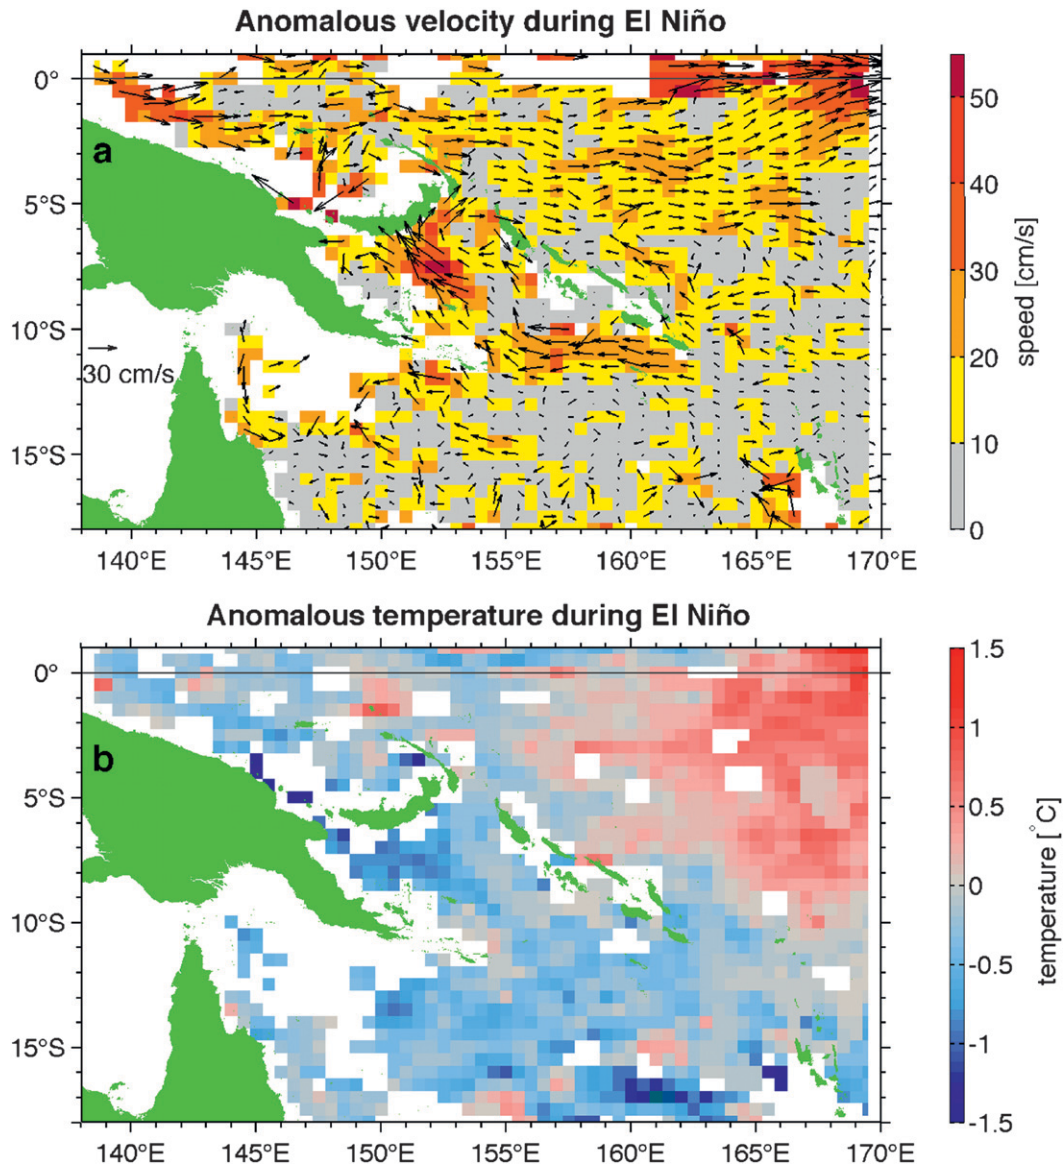 Anomalous velocity during El Niño
a
0°
5°S
10°S
15°S
30 cm/s
140°E 145°E 150°E 155°E 160°E 165°E 170°E
50
40
30
20
10
0
speed [cm/s]
Anomalous temperature during El Niño
b
0°
5°S
10°S
15°S
140°E 145°E 150°E 155°E 160°E 165°E 170°E
1.5
1
0.5
0
-0.5
-1
-1.5
temperature [°C]